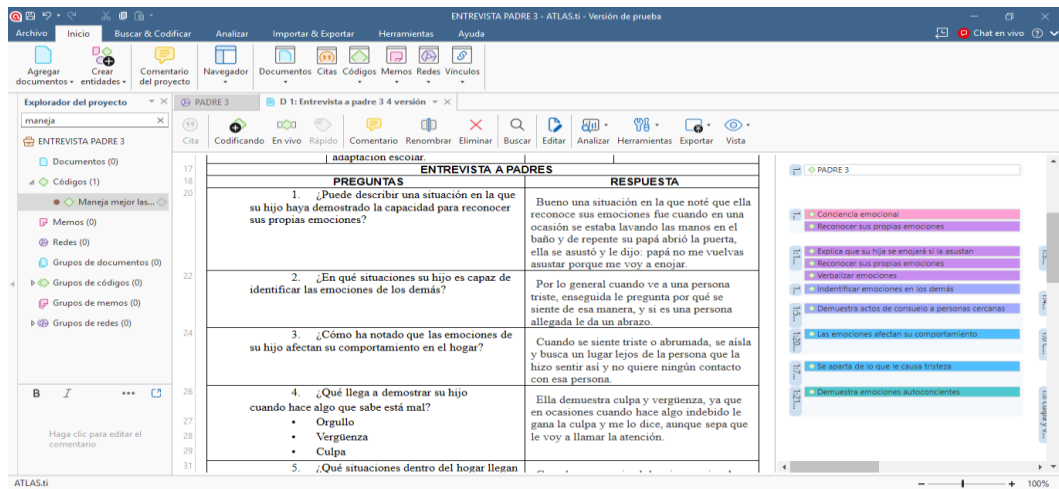 ENTREVISTA PADRE 3 - ATLAS.ti - Versión de prueba
Archivo Inicio Buscar & Codificar Analizar Importar & Exportar Herramientas Ayuda Chat en vivo
Agregar documentos Crear entidades Comentario del proyecto Navegador Documentos Citas Códigos Memos Redes Vínculos
Explorador del proyecto
maneja
ENTREVISTA PADRE 3
Documentos (0)
Códigos (1)
Maneja mejor las...
Memos (0)
Redes (0)
Grupos de documentos (0)
Grupos de códigos (0)
Grupos de memos (0)
Grupos de redes (0)
B I ...
Haga clic para editar el
comentario
PADRE 3 D 1: Entrevista a padre 3 4 versión
Cita Codificando En vivo Rápido Comentario Renombrar Eliminar Buscar Editar Analizar Herramientas Exportar Vista
adaptación escolar.
17 ENTREVISTA A PADRES
18 PREGUNTAS RESPUESTA
20 1. ¿Puede describir una situación en la que
su hijo haya demostrado la capacidad para reconocer
sus propias emociones?
Bueno una situación en la que noté que ella
reconoce sus emociones fue cuando en una
ocasión se estaba lavando las manos en el
baño y de repente su papá abrió la puerta,
ella se asustó y le dijo: papá no me vuelvas
asustar porque me voy a enojar.
22 2. ¿En qué situaciones su hijo es capaz de
identificar las emociones de los demás?
Por lo general cuando ve a una persona
triste, enseguida le pregunta por qué se
siente de esa manera, y si es una persona
allegada le da un abrazo.
24 3. ¿Cómo ha notado que las emociones de
su hijo afectan su comportamiento en el hogar?
Cuando se siente triste o abrumada, se aísla
y busca un lugar lejos de la persona que la
hizo sentir así y no quiere ningún contacto
con esa persona.
26 4. ¿Qué llega a demostrar su hijo
cuando hace algo que sabe está mal?
27 • Orgullo
28 • Vergüenza
29 • Culpa
Ella demuestra culpa y vergüenza, ya que
en ocasiones cuando hace algo indebido le
gana la culpa y me lo dice, aunque sepa que
le voy a llamar la atención.
31 5. ¿Qué situaciones dentro del hogar llegan
PADRE 3
Conciencia emocional
Reconocer sus propias emociones
Explica que su hija se enojará si la asustan
Reconocer sus propias emociones
Verbalizar emociones
Indentificar emociones en los demás
Demuestra actos de consuelo a personas cercanas
Las emociones afectan su comportamiento
Se aparta de lo que le causa tristeza
Demuestra emociones autoconcientes
ATLAS.ti
100%